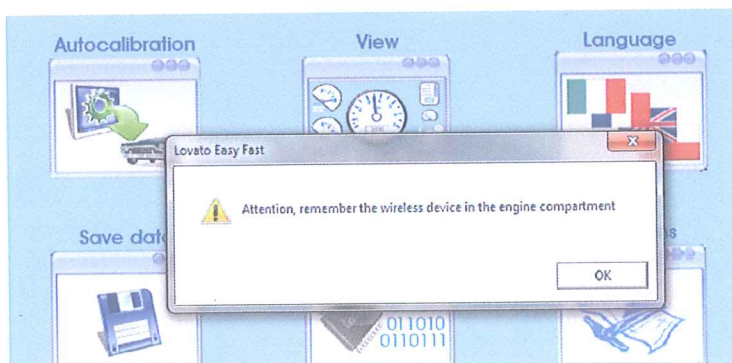 Autocalibration
View
Language
Lovato Easy Fast
Attention, remember the wireless device in the engine compartment
OK
Save dat
011010
0110111